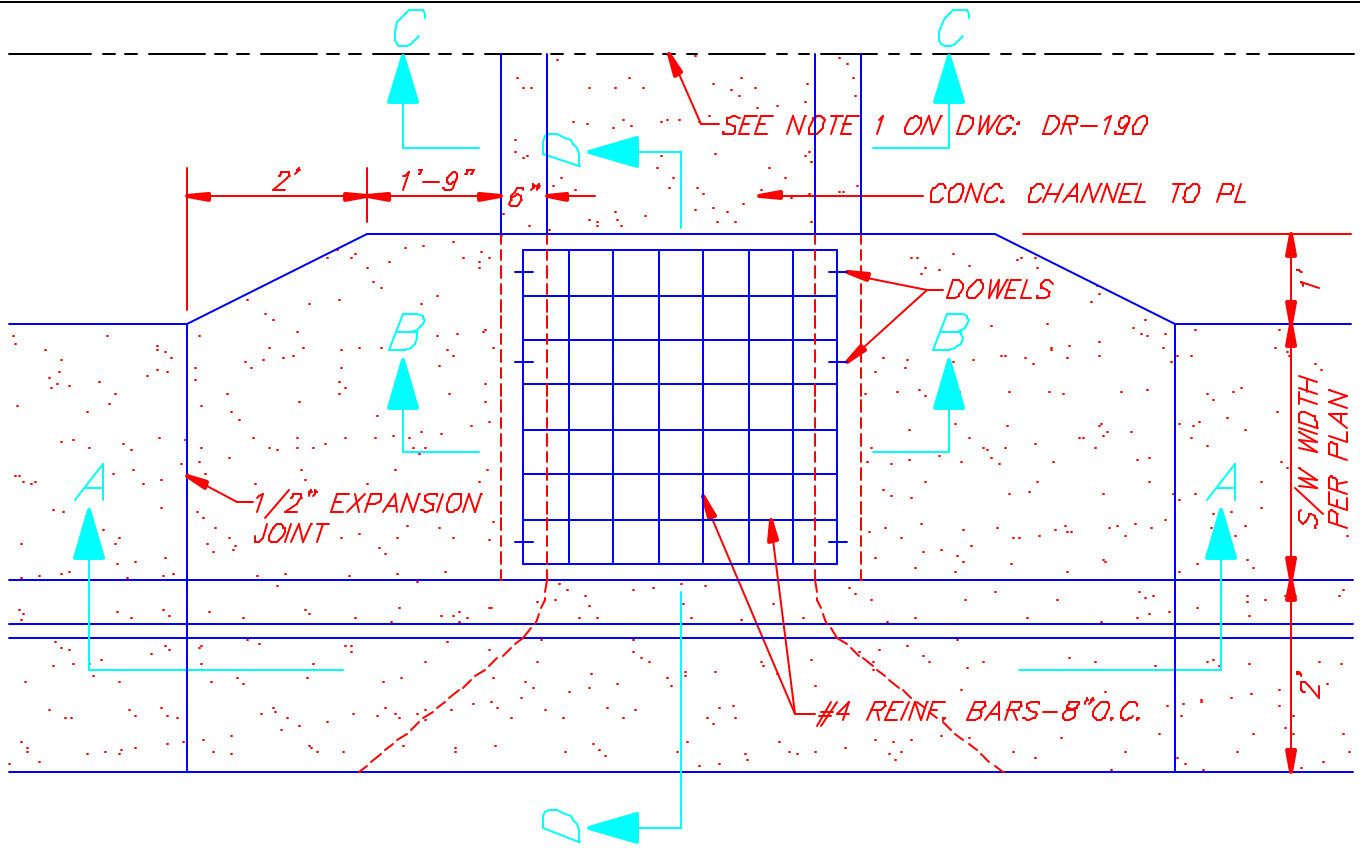 C
C
SEE NOTE 1 ON DWG: DR-190
D
2'
1'-9"
6"
CONC. CHANNEL TO PL
1'
DOWELS
B
B
S/W WIDTH
PER PLAN
A
A
1/2" EXPANSION
JOINT
2'
#4 REINF. BARS-8"O.C.
D